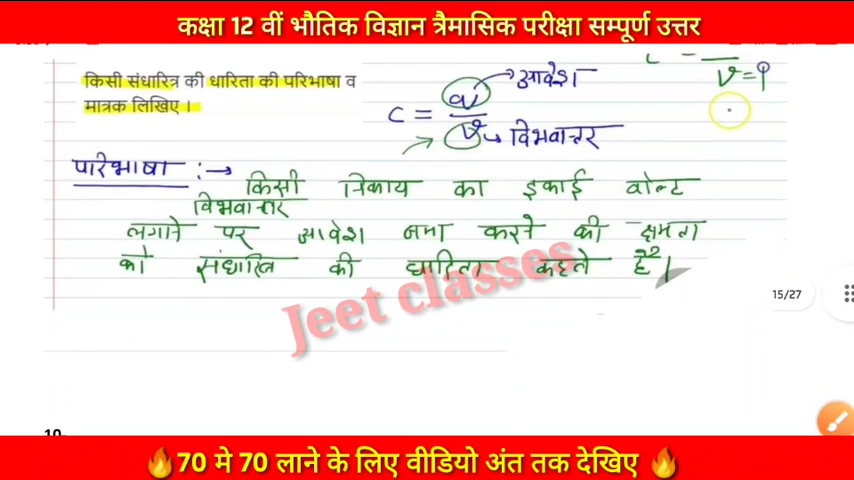 कक्षा 12 वीं भौतिक विज्ञान त्रैमासिक परीक्षा सम्पूर्ण उत्तर
किसी संधारित्र की धारिता की परिभाषा व
मात्रक लिखिए ।
आवेश
C =
V = 1
V → विभवान्तर
परिभाषा :→ किसी निकाय का इकाई वोल्ट
विभवान्तर
लगाने पर आवेश जमा करने की क्षमता
को संधारित्र की धारिता कहते हैं।
Jeet classes
15/27
🔥70 मे 70 लाने के लिए वीडियो अंत तक देखिए 🔥